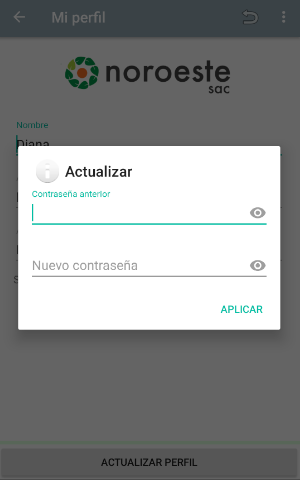 Mi perfil
noroeste
sac
Nombre
Diana
Actualizar
Contraseña anterior
Nuevo contraseña
APLICAR
ACTUALIZAR PERFIL